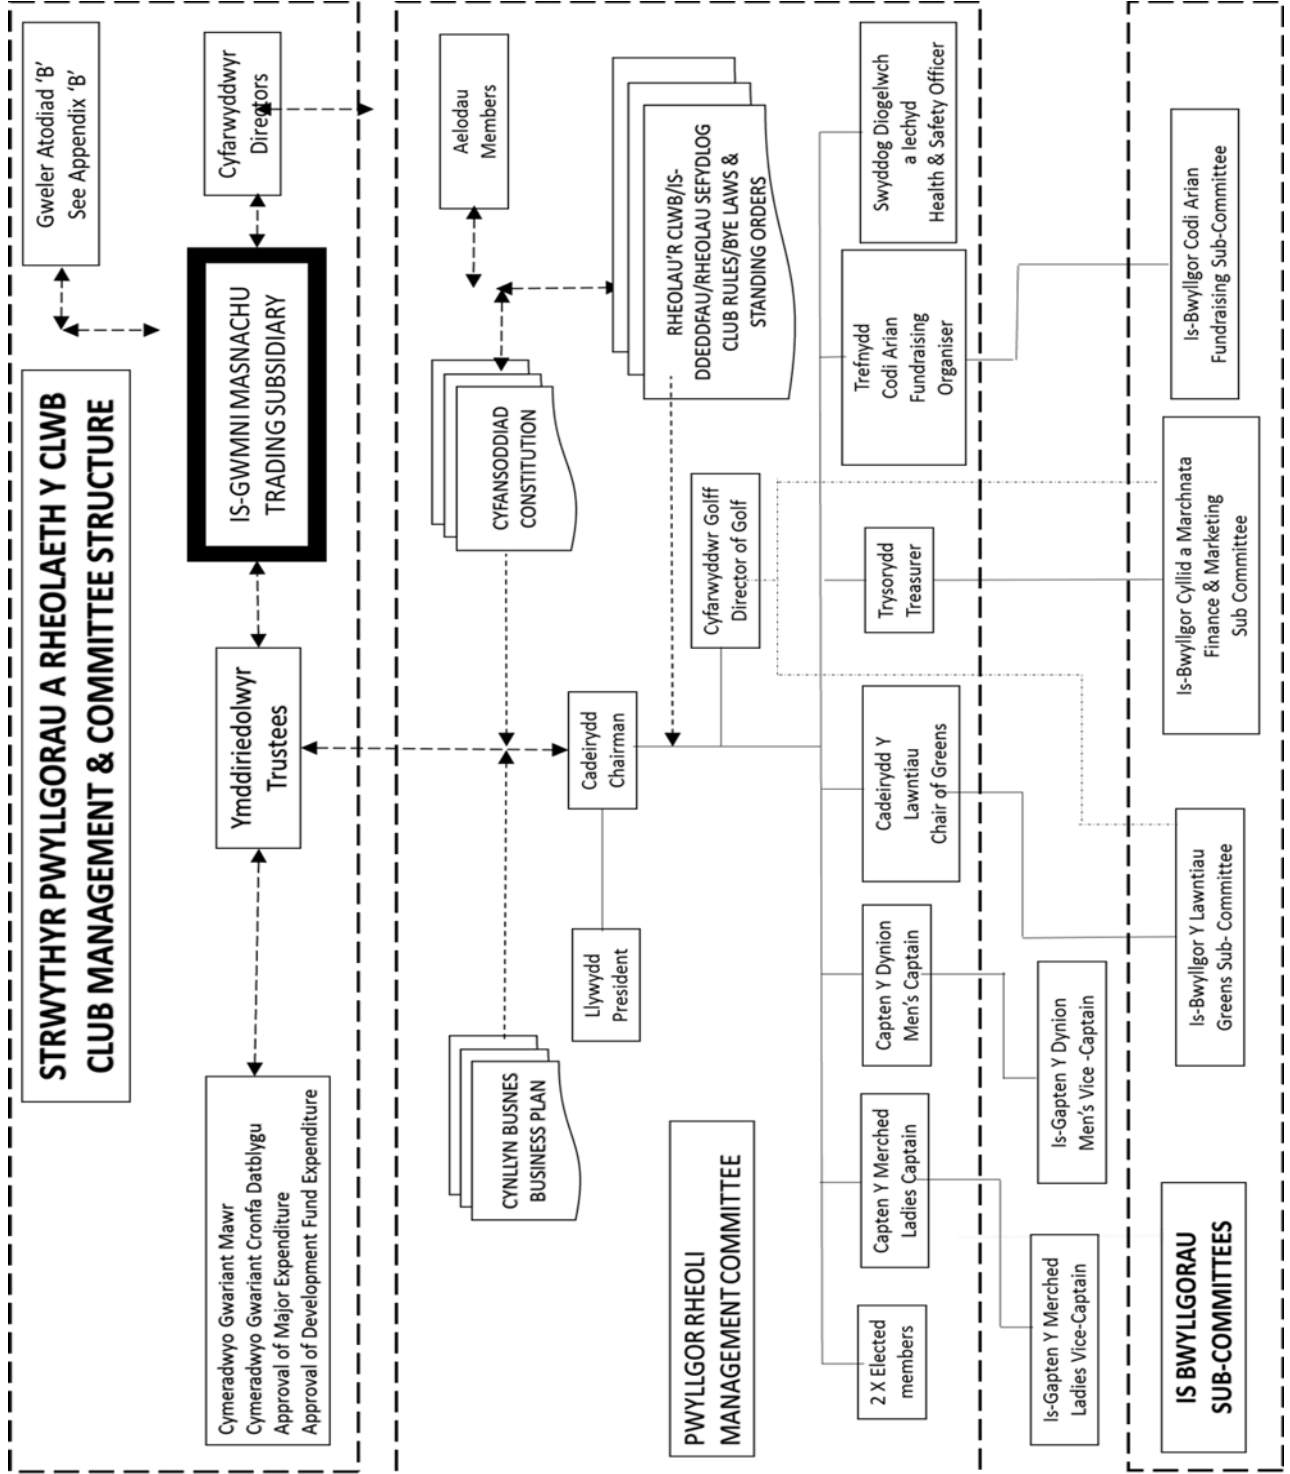 STRWYTHYR PWYLLGORAU A RHEOLAETH Y CLWB
CLUB MANAGEMENT & COMMITTEE STRUCTURE
Gweler Atodiad ‘B’
See Appendix ‘B’
Cymeradwyo Gwariant Mawr
Cymeradwyo Gwariant Cronfa Datblygu
Approval of Major Expenditure
Approval of Development Fund Expenditure
Ymddiriedolwyr
Trustees
IS-GWMNI MASNACHU
TRADING SUBSIDIARY
Cyfarwyddwyr
Directors
CYNLLYN BUSNES
BUSINESS PLAN
CYFANSODDIAD
CONSTITUTION
Aelodau
Members
Llywydd
President
Cadeirydd
Chairman
RHEOLAU’R CLWB/IS-
DDEDDFAU/RHEOLAU SEFYDLOG
CLUB RULES/BYE LAWS &
STANDING ORDERS
PWYLLGOR RHEOLI
MANAGEMENT COMMITTEE
Cyfarwyddwr Golff
Director of Golf
2 X Elected
members
Capten Y Merched
Ladies Captain
Capten Y Dynion
Men’s Captain
Cadeirydd Y
Lawntiau
Chair of Greens
Trysorydd
Treasurer
Trefnydd
Codi Arian
Fundraising
Organiser
Swyddog Diogelwch
a Iechyd
Health & Safety Officer
Is-Gapten Y Merched
Ladies Vice-Captain
Is-Gapten Y Dynion
Men’s Vice -Captain
IS BWYLLGORAU
SUB-COMMITTEES
Is-Bwyllgor Y Lawntiau
Greens Sub- Committee
Is-Bwyllgor Cyllid a Marchnata
Finance & Marketing
Sub Committee
Is-Bwyllgor Codi Arian
Fundraising Sub-Committee